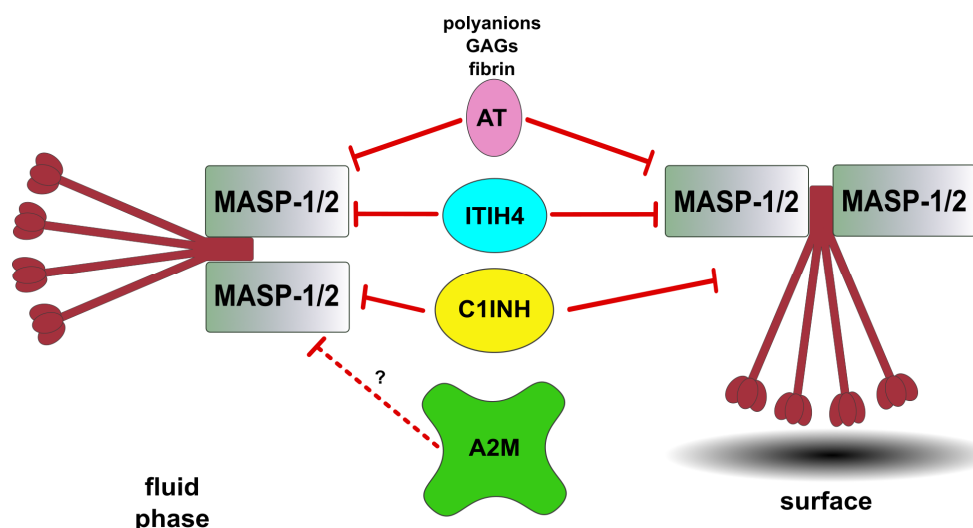 polyanions
GAGs
fibrin
AT
MASP-1/2
MASP-1/2
MASP-1/2
ITIH4
MASP-1/2
C1INH
?
A2M
fluid
phase
surface